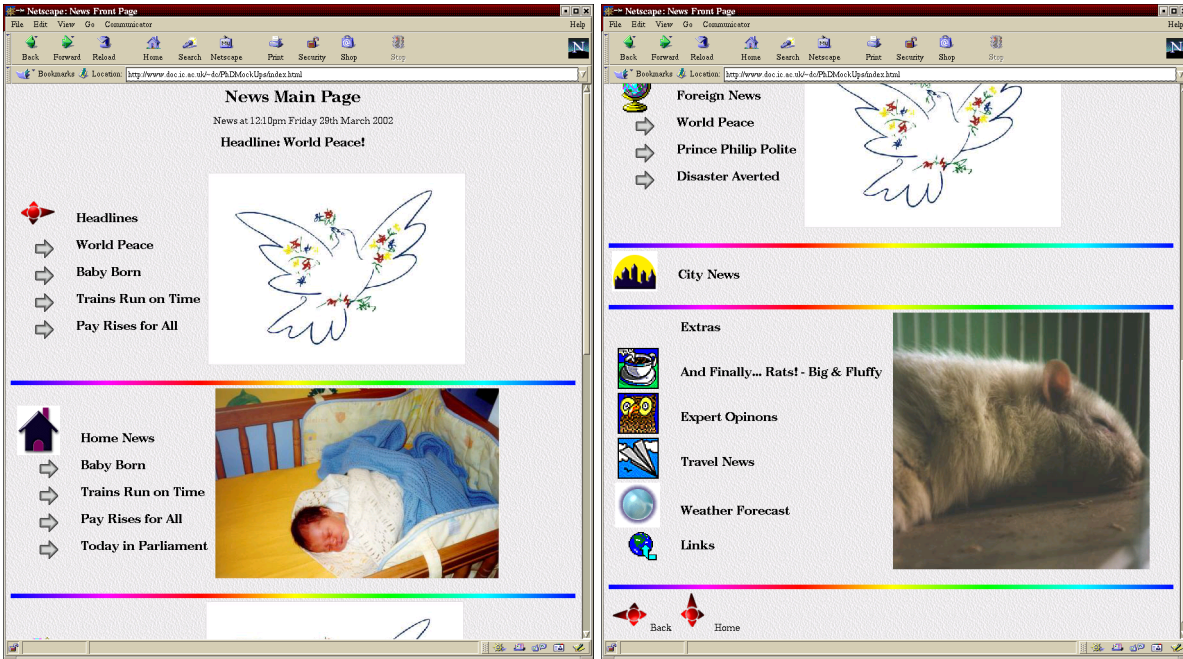 Netscape: News Front Page
File Edit View Go Communicator Help
Back Forward Reload Home Search Netscape Print Security Shop Stop
N
Bookmarks Location: http://www.doc.ic.ac.uk/~dc/PhDMockUps/index.html
News Main Page
News at 12:10pm Friday 29th March 2002
Headline: World Peace!
Headlines
World Peace
Baby Born
Trains Run on Time
Pay Rises for All
Home News
Baby Born
Trains Run on Time
Pay Rises for All
Today in Parliament
Netscape: News Front Page
File Edit View Go Communicator Help
Back Forward Reload Home Search Netscape Print Security Shop Stop
N
Bookmarks Location: http://www.doc.ic.ac.uk/~dc/PhDMockUps/index.html
Foreign News
World Peace
Prince Philip Polite
Disaster Averted
City News
Extras
And Finally... Rats! - Big & Fluffy
Expert Opinons
Travel News
Weather Forecast
Links
Back Home